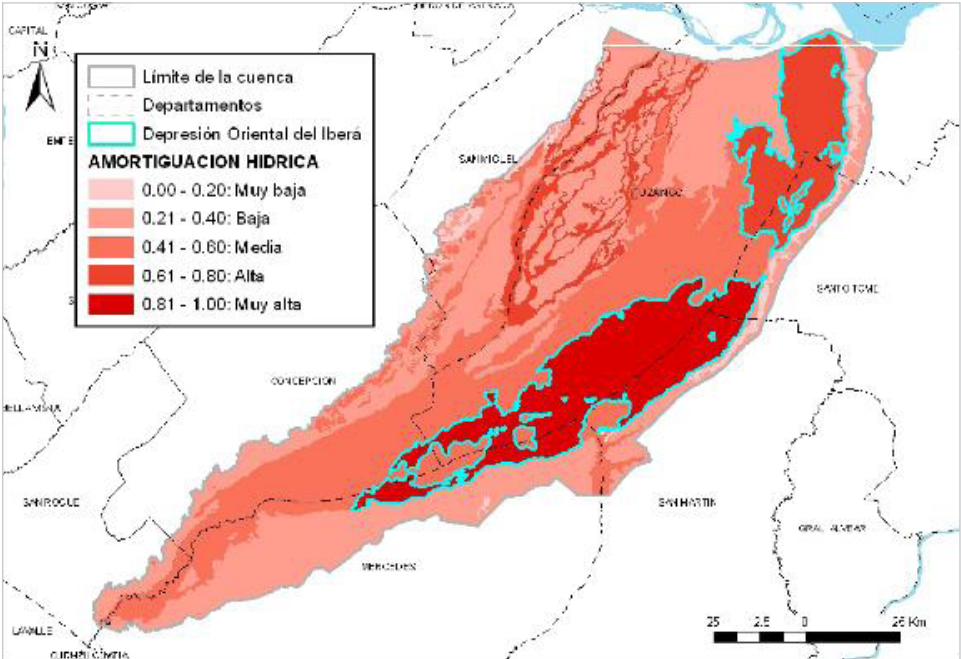 CAPITAL
N
Límite de la cuenca
Departamentos
Depresión Oriental del Iberá
AMORTIGUACION HIDRICA
0.00 - 0.20: Muy baja
0.21 - 0.40: Baja
0.41 - 0.60: Media
0.61 - 0.80: Alta
0.81 - 1.00: Muy alta
SAN MIGUEL
ITUZAINGO
SANTO TOME
CONCEPCION
BELLA VISTA
SAN ROQUE
SAN MARTIN
GRAL ALVEAR
MERCEDES
LAVALLE
25 2.5 0 25 Km